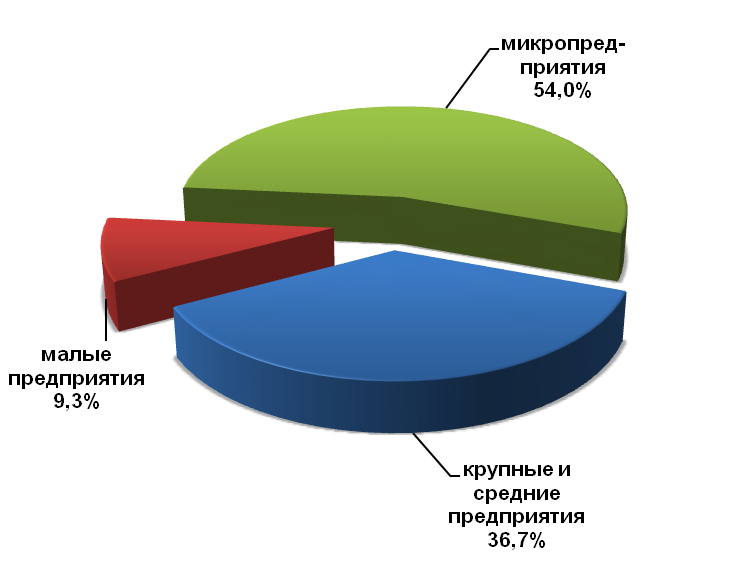 микропред-
приятия
54,0%
малые
предприятия
9,3%
крупные и
средние
предприятия
36,7%